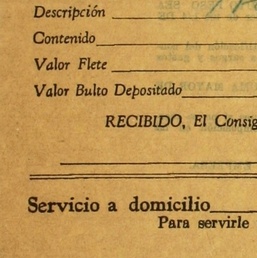 Descripción
Contenido
Valor Flete
Valor Bulto Depositado
RECIBIDO, El Consig
Servicio a domicilio
Para servirle